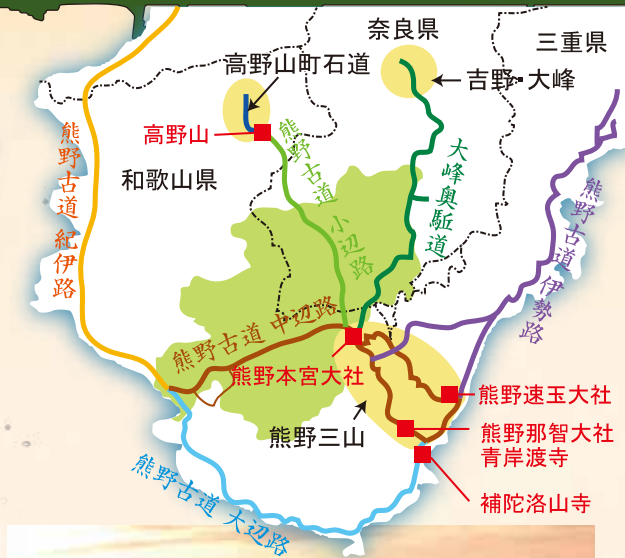 奈良県
三重県
高野山町石道
吉野・大峰
高野山
和歌山県
熊野古道 紀伊路
熊野古道 小辺路
大峰奥駈道
熊野古道 伊勢路
熊野古道 中辺路
熊野本宮大社
熊野三山
熊野速玉大社
熊野那智大社
青岸渡寺
補陀洛山寺
熊野古道 大辺路